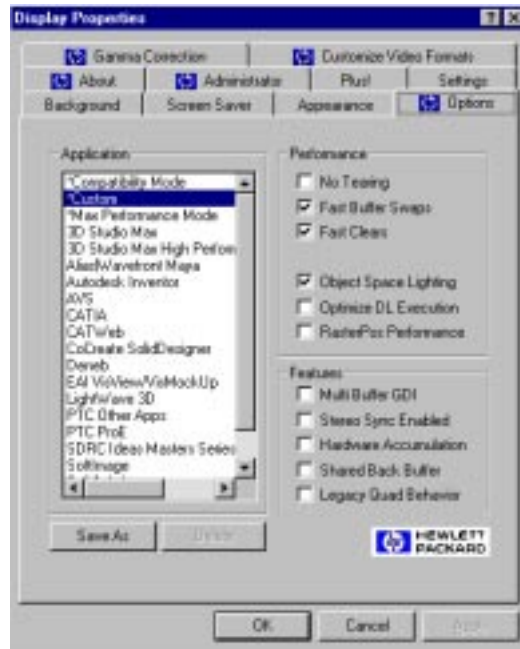 Display Properties
Gamma Correction
Customize Video Formats
About
Administrator
Plus!
Settings
Background
Screen Saver
Appearance
Options
Application
*Compatibility Mode
*Custom
*Max Performance Mode
3D Studio Max
3D Studio Max High Perform
Alias/Wavefront Maya
Autodesk Inventor
AVS
CATIA
CATWeb
CoCreate SolidDesigner
Deneb
EAI VisView/VisMockUp
LightWave 3D
PTC Other Apps
PTC ProE
SDRC Ideas Masters Series
Softimage
Save As
Delete
Performance
No Tearing
Fast Buffer Swaps
Fast Clears
Object Space Lighting
Optimize DL Execution
RasterPos Performance
Features
Multi Buffer GDI
Stereo Sync Enabled
Hardware Accumulation
Shared Back Buffer
Legacy Quad Behavior
HEWLETT
PACKARD
OK
Cancel
Apply